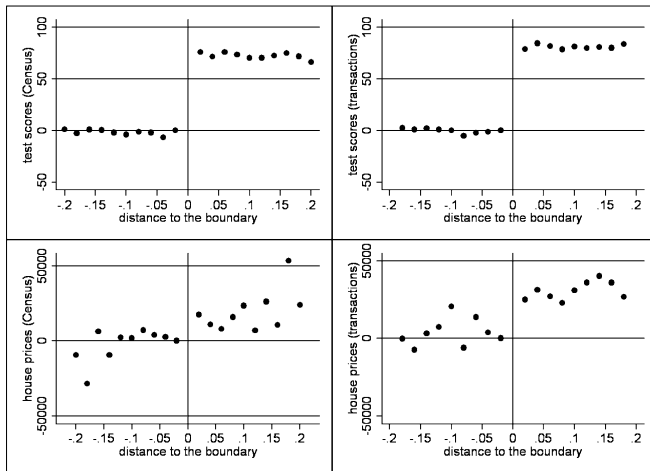 test scores (Census)
100
50
0
-50
-.2 -.15 -.1 -.05 0 .05 .1 .15 .2
distance to the boundary
test scores (transactions)
100
50
0
-50
-.2 -.15 -.1 -.05 0 .05 .1 .15 .2
distance to the boundary
house prices (Census)
50000
0
-50000
-.2 -.15 -.1 -.05 0 .05 .1 .15 .2
distance to the boundary
house prices (transactions)
50000
0
-50000
-.2 -.15 -.1 -.05 0 .05 .1 .15 .2
distance to the boundary